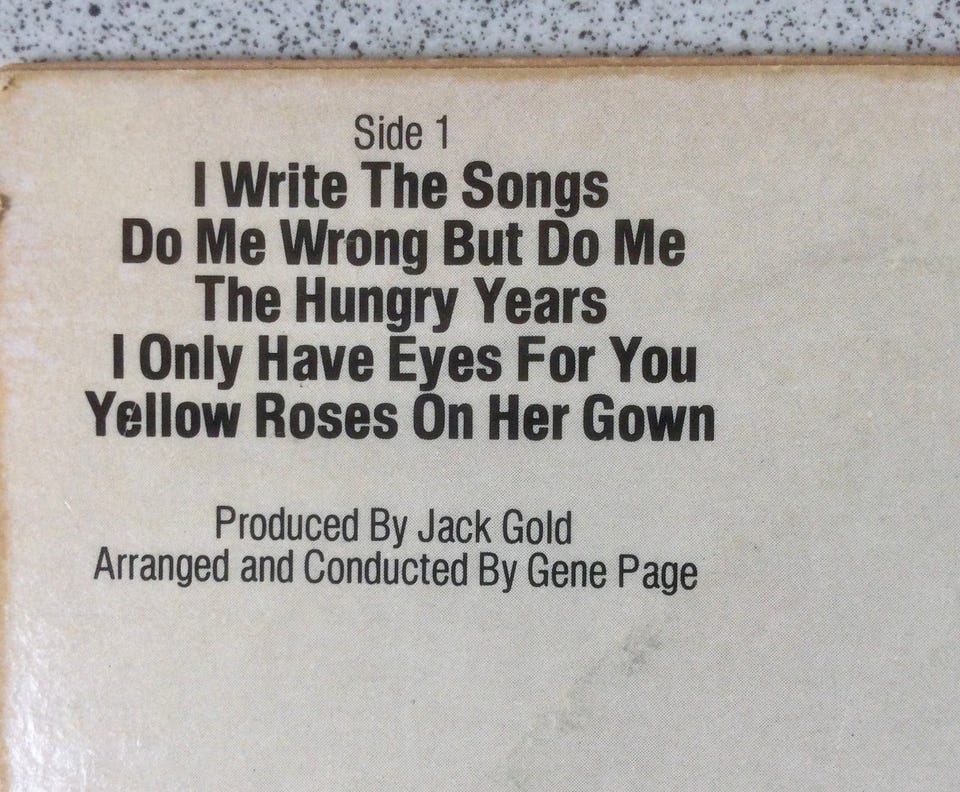 Side 1
I Write The Songs
Do Me Wrong But Do Me
The Hungry Years
I Only Have Eyes For You
Yellow Roses On Her Gown
Produced By Jack Gold
Arranged and Conducted By Gene Page